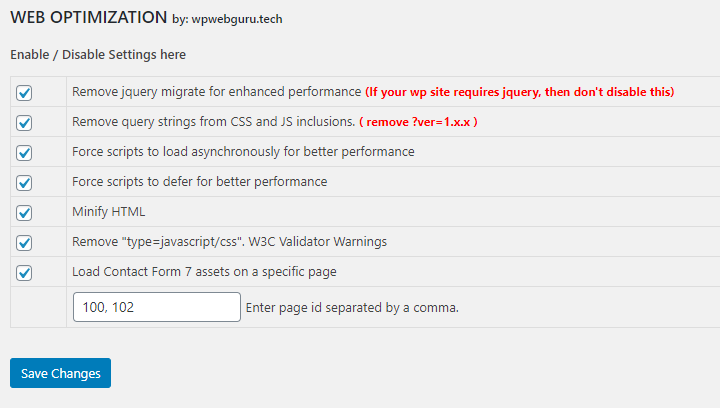 WEB OPTIMIZATION by: wpwebguru.tech
Enable / Disable Settings here
Remove jquery migrate for enhanced performance (If your wp site requires jquery, then don't disable this)
Remove query strings from CSS and JS inclusions. ( remove ?ver=1.x.x )
Force scripts to load asynchronously for better performance
Force scripts to defer for better performance
Minify HTML
Remove "type=javascript/css". W3C Validator Warnings
Load Contact Form 7 assets on a specific page
100, 102 Enter page id separated by a comma.
Save Changes